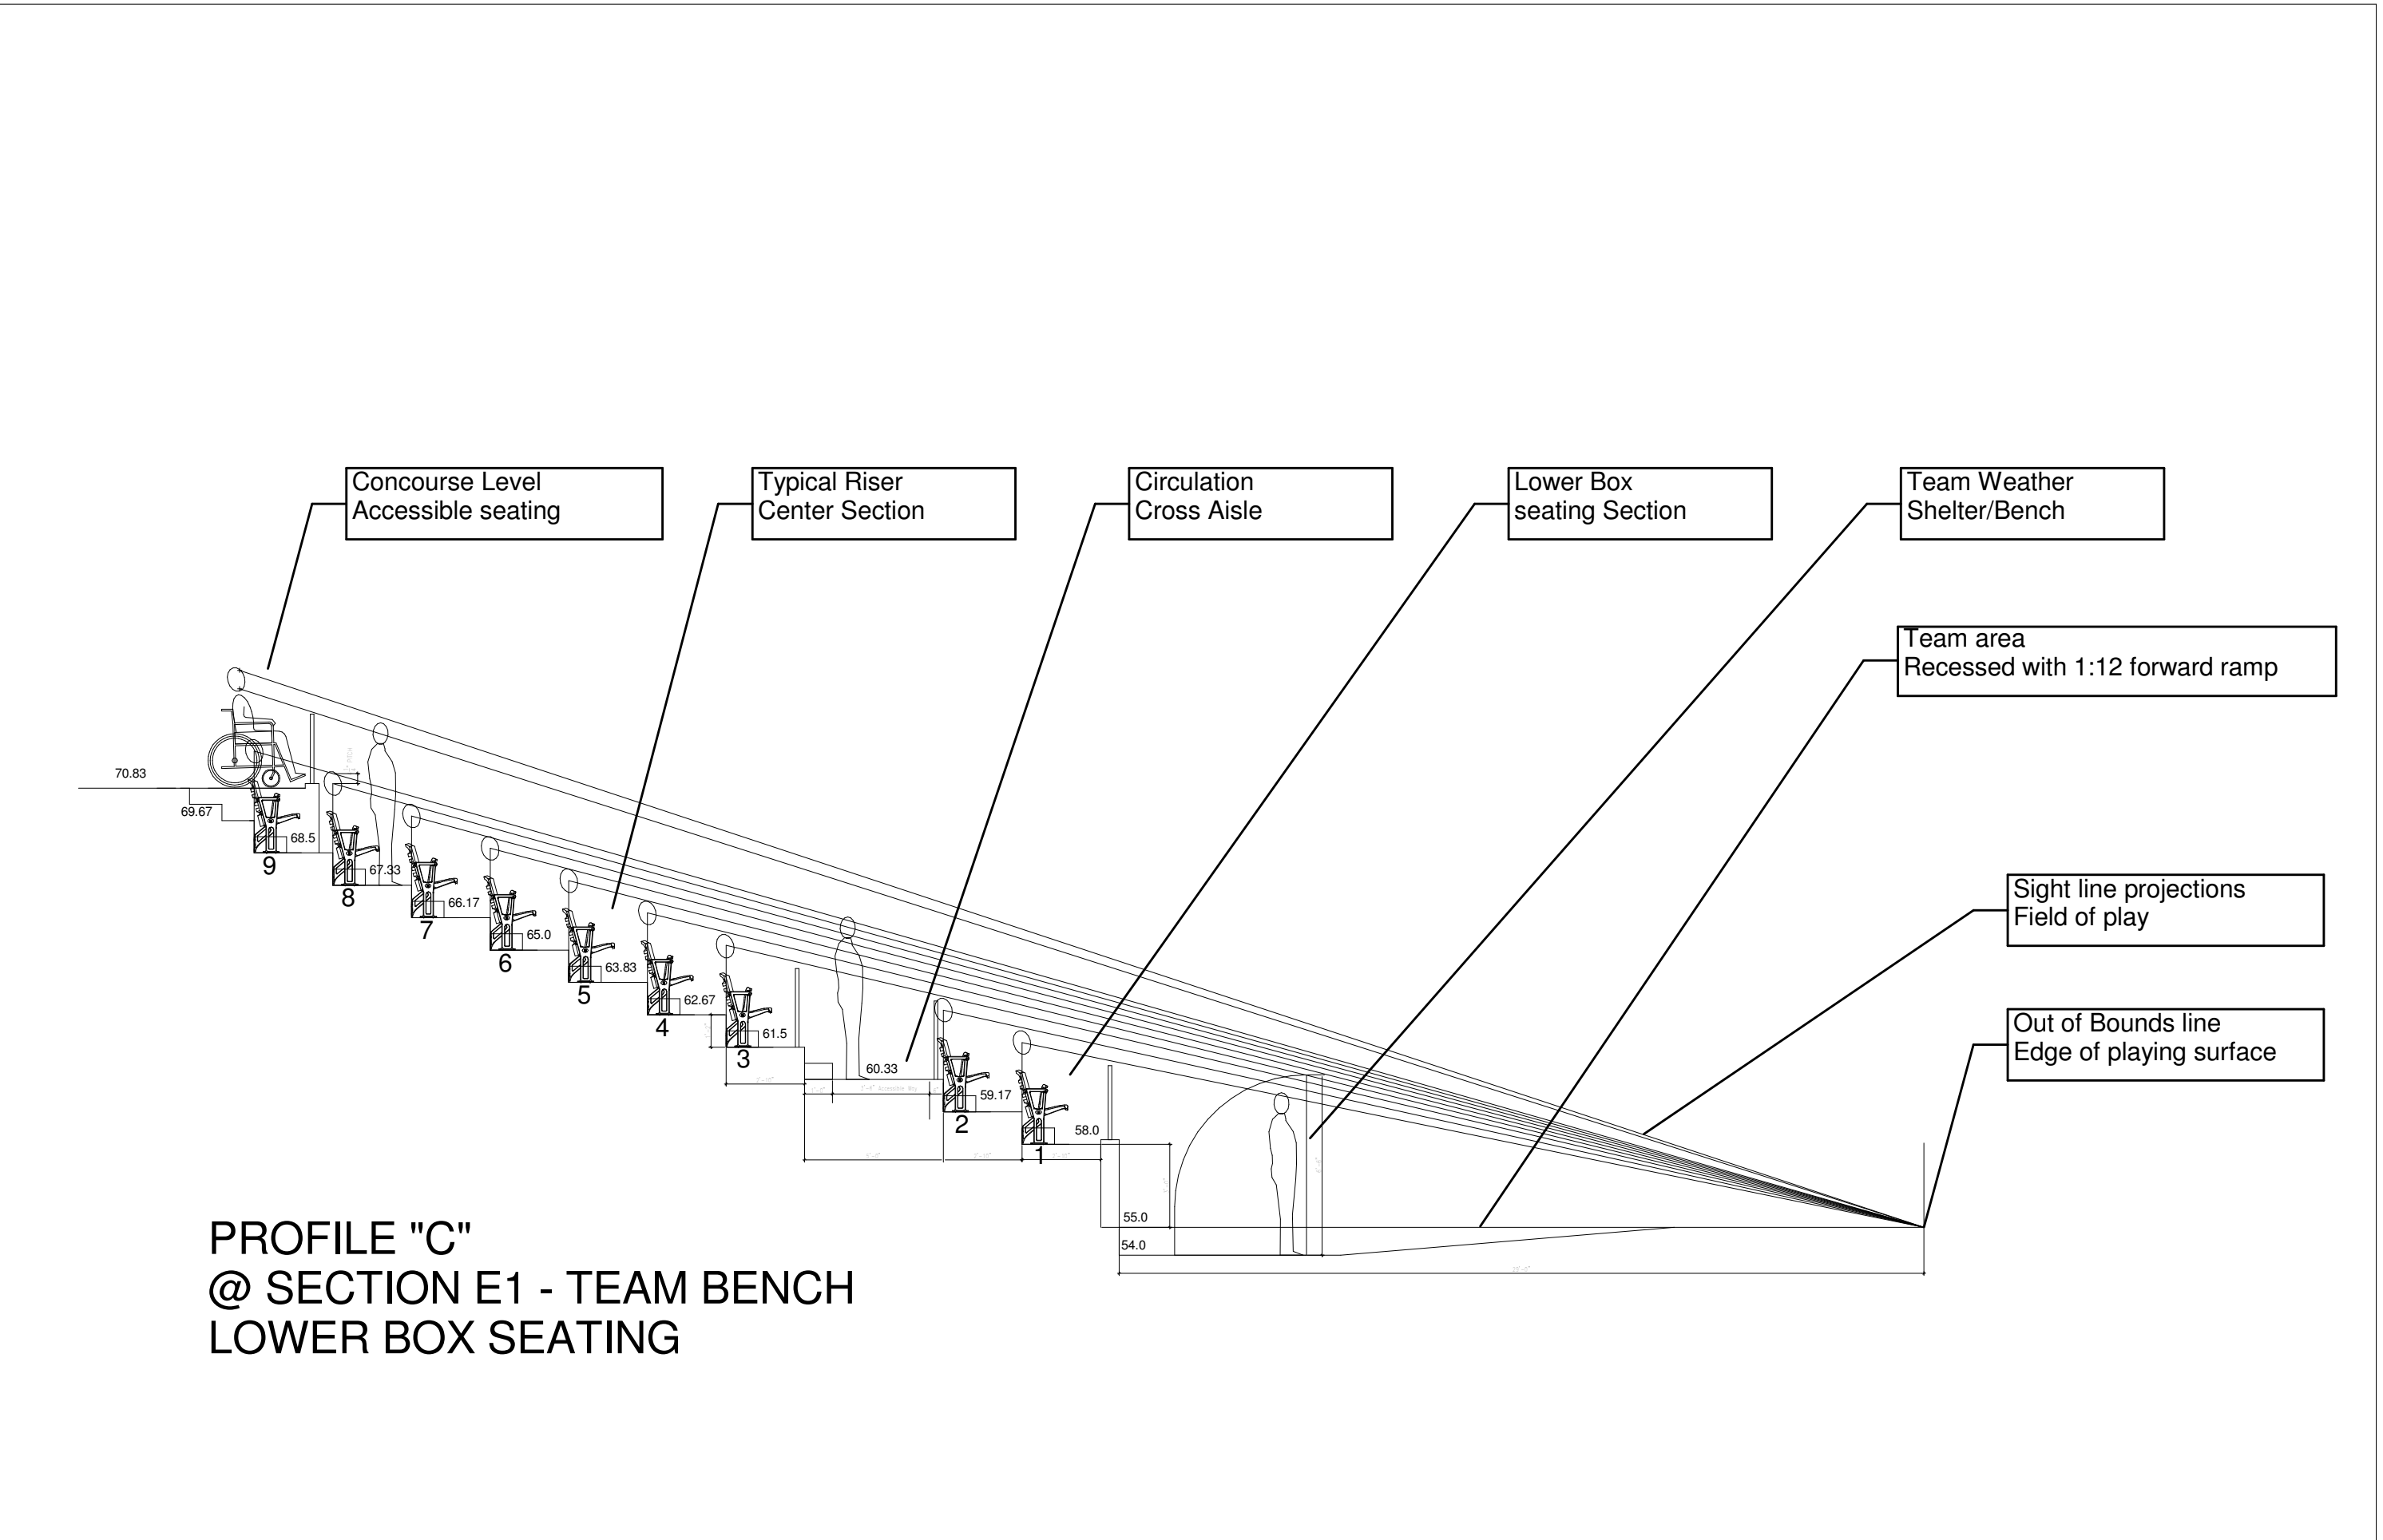 Concourse Level
Accessible seating
Typical Riser
Center Section
Circulation
Cross Aisle
Lower Box
seating Section
Team Weather
Shelter/Bench
Team area
Recessed with 1:12 forward ramp
Sight line projections
Field of play
Out of Bounds line
Edge of playing surface
70.83
69.67
68.5
9
67.33
8
66.17
7
65.0
6
63.83
5
62.67
4
61.5
3
60.33
59.17
2
58.0
1
55.0
54.0
PROFILE "C"
@ SECTION E1 - TEAM BENCH
LOWER BOX SEATING